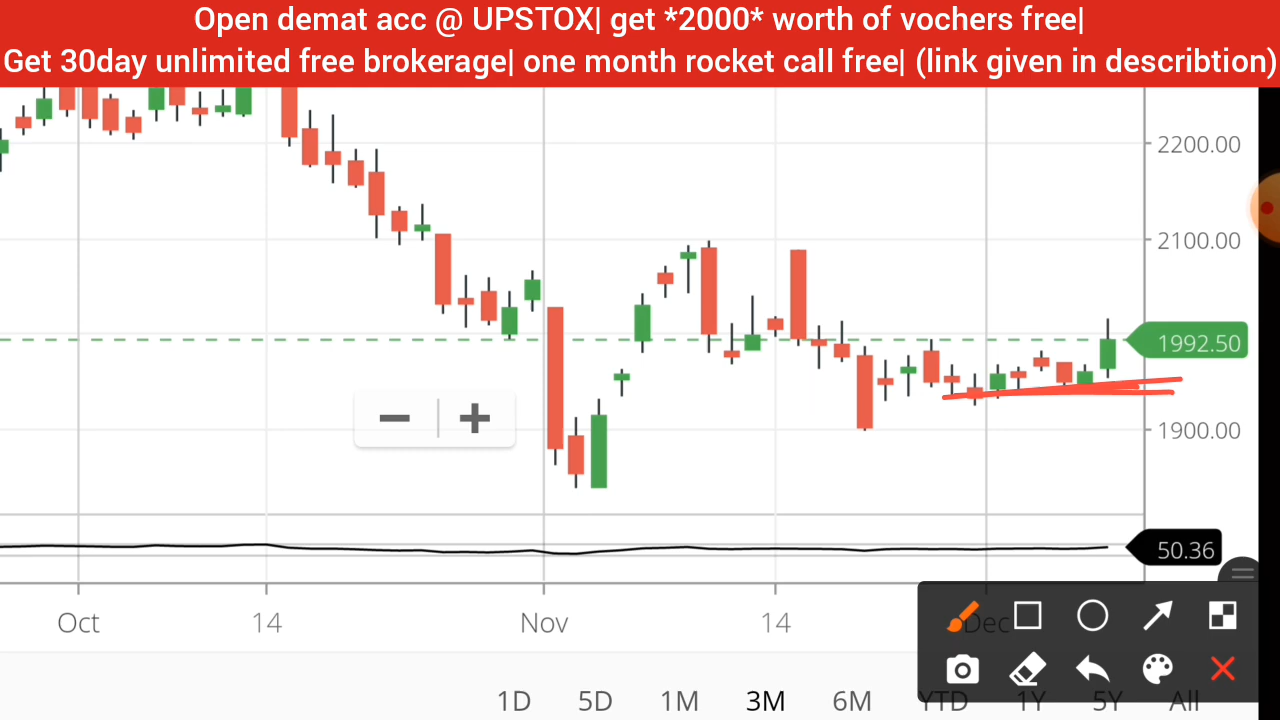 Open demat acc @ UPSTOX| get *2000* worth of vochers free|
Get 30day unlimited free brokerage| one month rocket call free| (link given in describtion)
2200.00
2100.00
1992.50
1900.00
50.36
Oct 14 Nov 14 Dec
1D 5D 1M 3M 6M YTD 1Y 5Y All